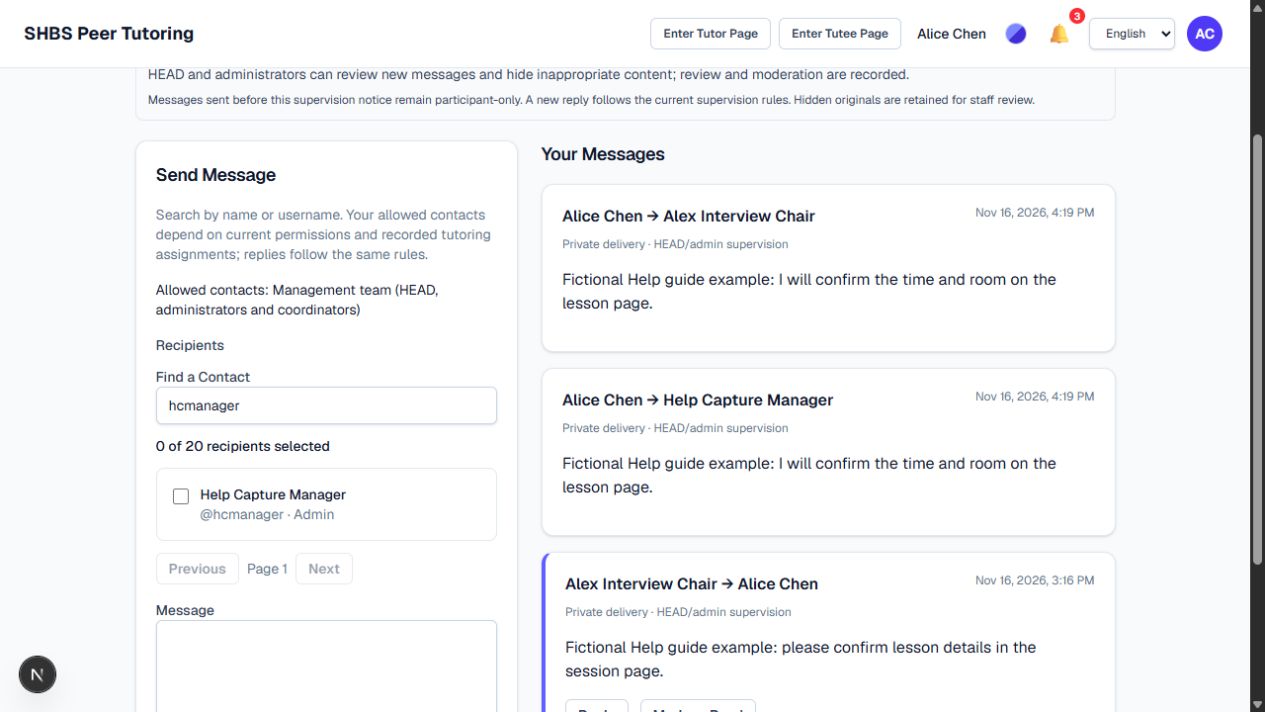 SHBS Peer Tutoring
Enter Tutor Page
Enter Tutee Page
Alice Chen
3
English
AC
HEAD and administrators can review new messages and hide inappropriate content; review and moderation are recorded.
Messages sent before this supervision notice remain participant-only. A new reply follows the current supervision rules. Hidden originals are retained for staff review.
Send Message
Search by name or username. Your allowed contacts
depend on current permissions and recorded tutoring
assignments; replies follow the same rules.
Allowed contacts: Management team (HEAD,
administrators and coordinators)
Recipients
Find a Contact
hcmanager
0 of 20 recipients selected
Help Capture Manager
@hcmanager · Admin
Previous
Page 1
Next
Message
N
Your Messages
Alice Chen → Alex Interview Chair
Nov 16, 2026, 4:19 PM
Private delivery · HEAD/admin supervision
Fictional Help guide example: I will confirm the time and room on the
lesson page.
Alice Chen → Help Capture Manager
Nov 16, 2026, 4:19 PM
Private delivery · HEAD/admin supervision
Fictional Help guide example: I will confirm the time and room on the
lesson page.
Alex Interview Chair → Alice Chen
Nov 16, 2026, 3:16 PM
Private delivery · HEAD/admin supervision
Fictional Help guide example: please confirm lesson details in the
session page.